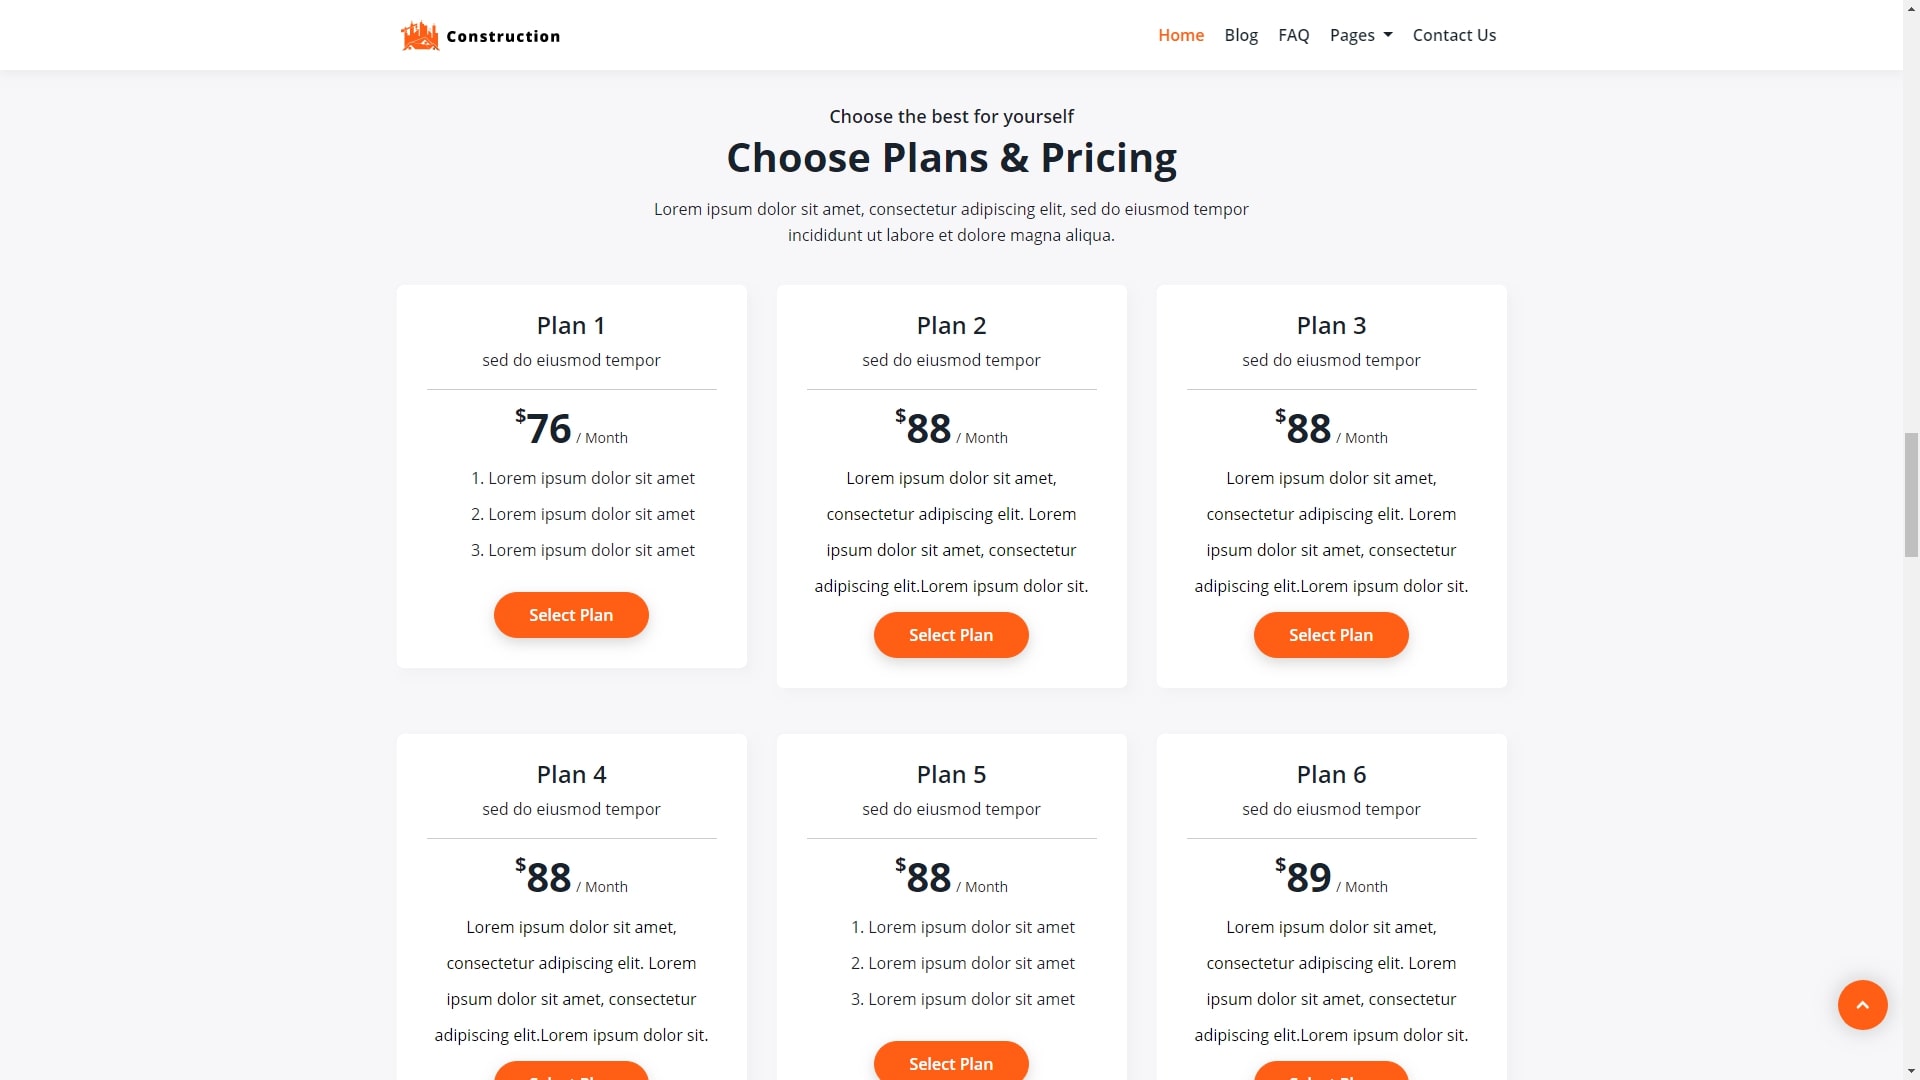 Construction
Home
Blog
FAQ
Pages
Contact Us
Choose the best for yourself
Choose Plans & Pricing
Lorem ipsum dolor sit amet, consectetur adipiscing elit, sed do eiusmod tempor
incididunt ut labore et dolore magna aliqua.
Plan 1
sed do eiusmod tempor
$76 / Month
1. Lorem ipsum dolor sit amet
2. Lorem ipsum dolor sit amet
3. Lorem ipsum dolor sit amet
Select Plan
Plan 2
sed do eiusmod tempor
$88 / Month
Lorem ipsum dolor sit amet,
consectetur adipiscing elit. Lorem
ipsum dolor sit amet, consectetur
adipiscing elit.Lorem ipsum dolor sit.
Select Plan
Plan 3
sed do eiusmod tempor
$88 / Month
Lorem ipsum dolor sit amet,
consectetur adipiscing elit. Lorem
ipsum dolor sit amet, consectetur
adipiscing elit.Lorem ipsum dolor sit.
Select Plan
Plan 4
sed do eiusmod tempor
$88 / Month
Lorem ipsum dolor sit amet,
consectetur adipiscing elit. Lorem
ipsum dolor sit amet, consectetur
adipiscing elit.Lorem ipsum dolor sit.
Plan 5
sed do eiusmod tempor
$88 / Month
1. Lorem ipsum dolor sit amet
2. Lorem ipsum dolor sit amet
3. Lorem ipsum dolor sit amet
Select Plan
Plan 6
sed do eiusmod tempor
$89 / Month
Lorem ipsum dolor sit amet,
consectetur adipiscing elit. Lorem
ipsum dolor sit amet, consectetur
adipiscing elit.Lorem ipsum dolor sit.